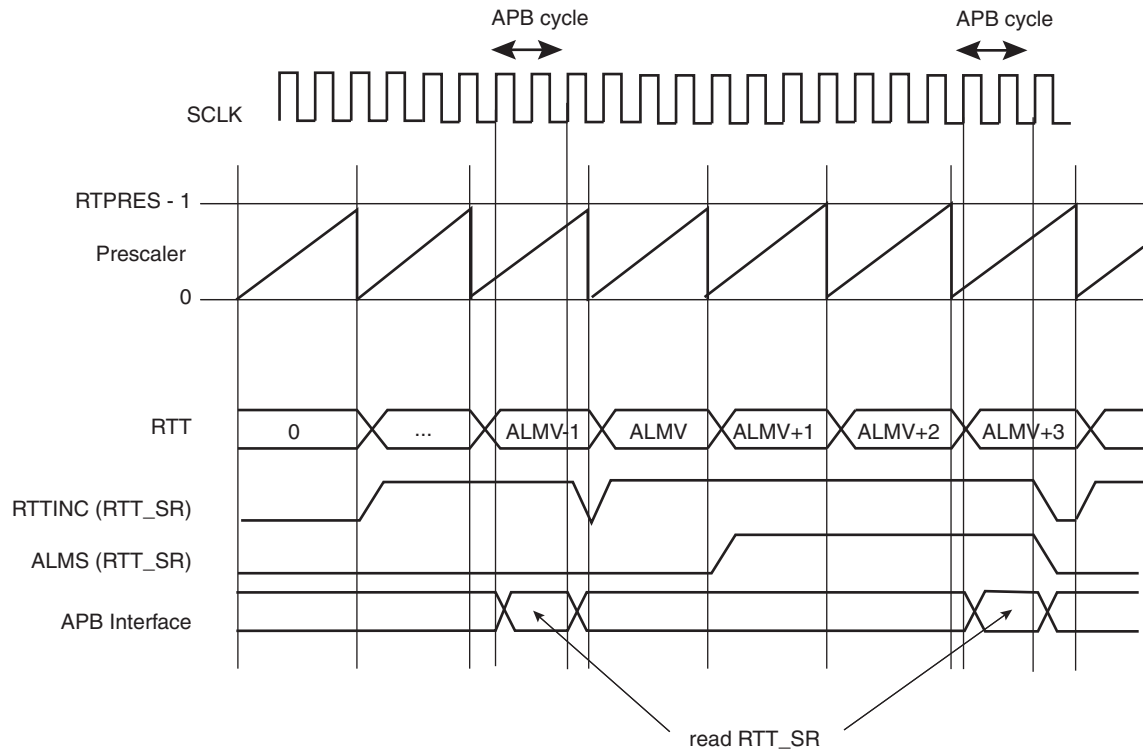 APB cycle
APB cycle
SCLK
RTPRES - 1
Prescaler
0
RTT
0
...
ALMV-1
ALMV
ALMV+1
ALMV+2
ALMV+3
RTTINC (RTT_SR)
ALMS (RTT_SR)
APB Interface
read RTT_SR